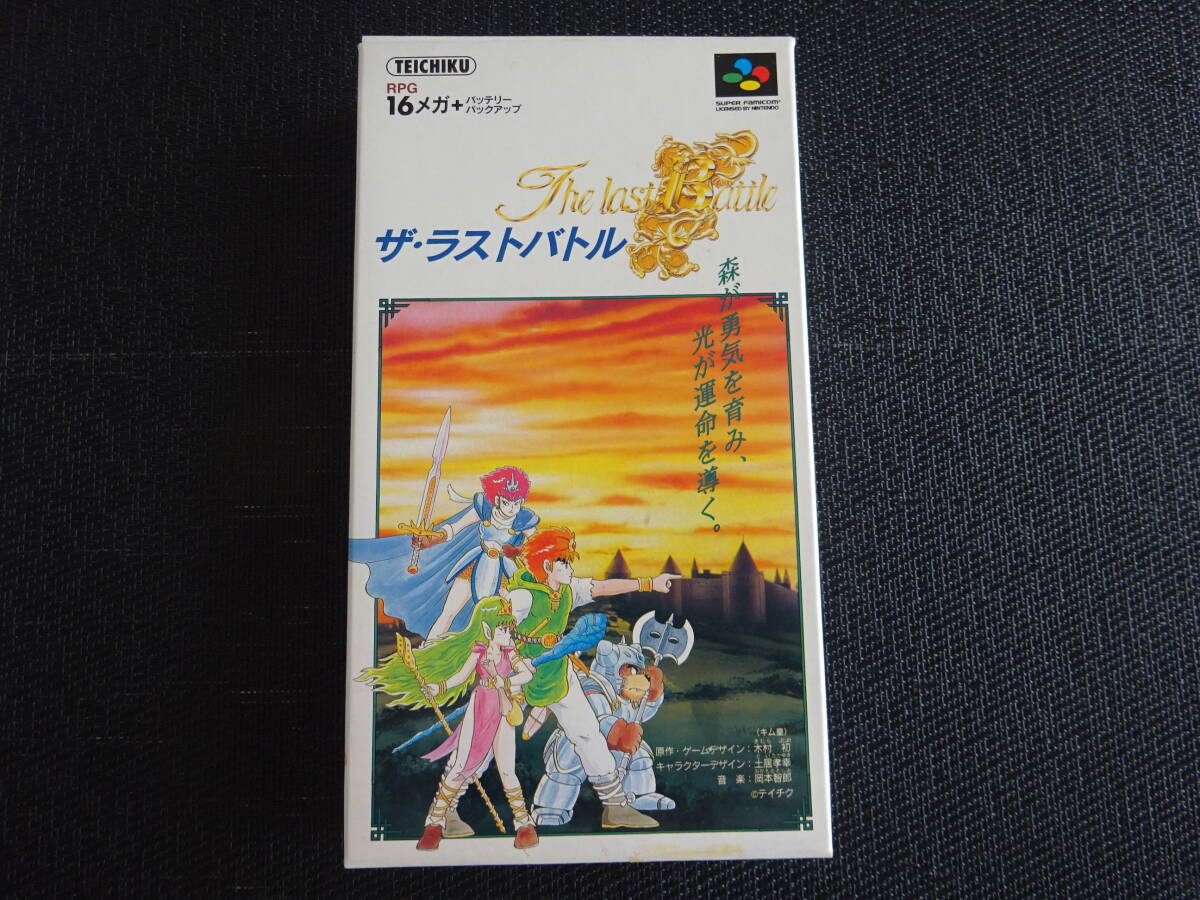 TEICHIKU
RPG
16メガ+バッテリー
バックアップ
SUPER FAMICOM
LICENSED BY NINTENDO
The last Battle
ザ・ラストバトル
森が勇気を育み、
光が運命を導く。
(キム皇)
原作・ゲームデザイン:木村 初
キャラクターデザイン:土居孝幸
音 楽:岡本智郎
©テイチク